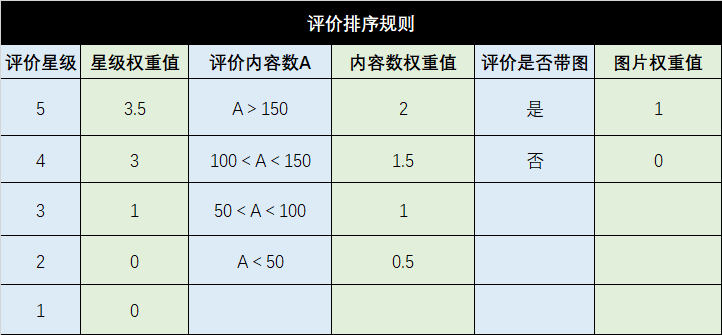 评价排序规则
评价星级 星级权重值 评价内容数A 内容数权重值 评价是否带图 图片权重值
5 3.5 A > 150 2 是 1
4 3 100 < A < 150 1.5 否 0
3 1 50 < A < 100 1
2 0 A < 50 0.5
1 0